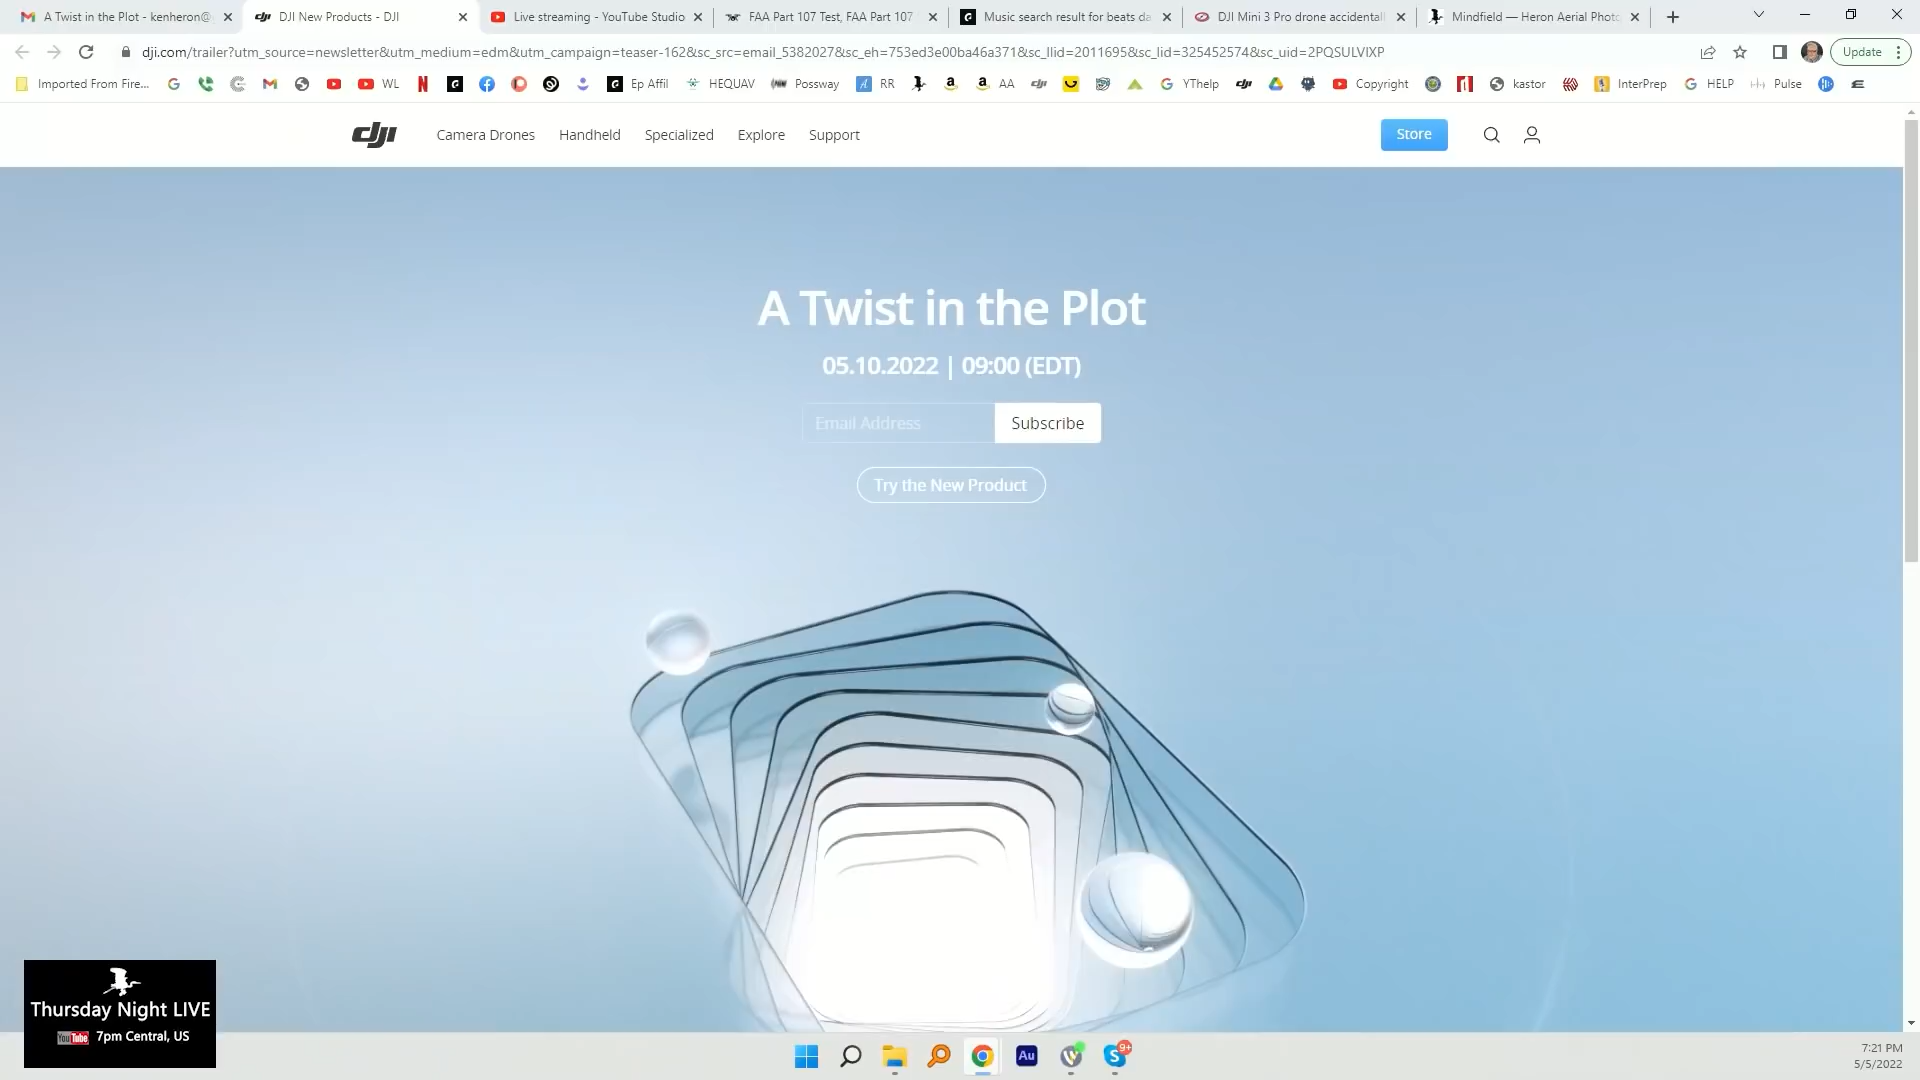 A Twist in the Plot - kenheron@
DJI New Products - DJI
Live streaming - YouTube Studio
FAA Part 107 Test, FAA Part 107
Music search result for beats da
DJI Mini 3 Pro drone accidentall
Mindfield — Heron Aerial Photo
dji.com/trailer?utm_source=newsletter&utm_medium=edm&utm_campaign=teaser-162&sc_src=email_5382027&sc_eh=753ed3e00ba46a371&sc_llid=2011695&sc_lid=325452574&sc_uid=2PQSULVIXP
Update
Imported From Fire...
WL
Ep Affil
HEQUAV
Possway
RR
AA
YThelp
Copyright
kastor
InterPrep
HELP
Pulse
dji
Camera Drones
Handheld
Specialized
Explore
Support
Store
A Twist in the Plot
05.10.2022 | 09:00 (EDT)
Email Address
Subscribe
Try the New Product
Thursday Night LIVE
YouTube 7pm Central, US
Au
9+
7:21 PM
5/5/2022